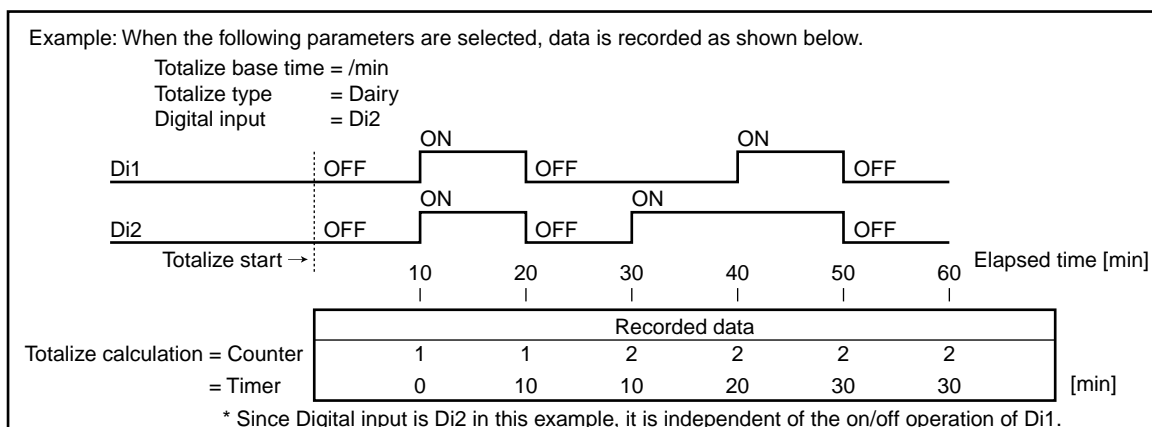 Example: When the following parameters are selected, data is recorded as shown below.
Totalize base time = /min
Totalize type = Dairy
Digital input = Di2
ON ON
Di1 OFF OFF OFF
ON ON
Di2 OFF OFF OFF
Totalize start → Elapsed time [min]
10 20 30 40 50 60
Recorded data
Totalize calculation = Counter 1 1 2 2 2 2
= Timer 0 10 10 20 30 30 [min]
* Since Digital input is Di2 in this example, it is independent of the on/off operation of Di1.